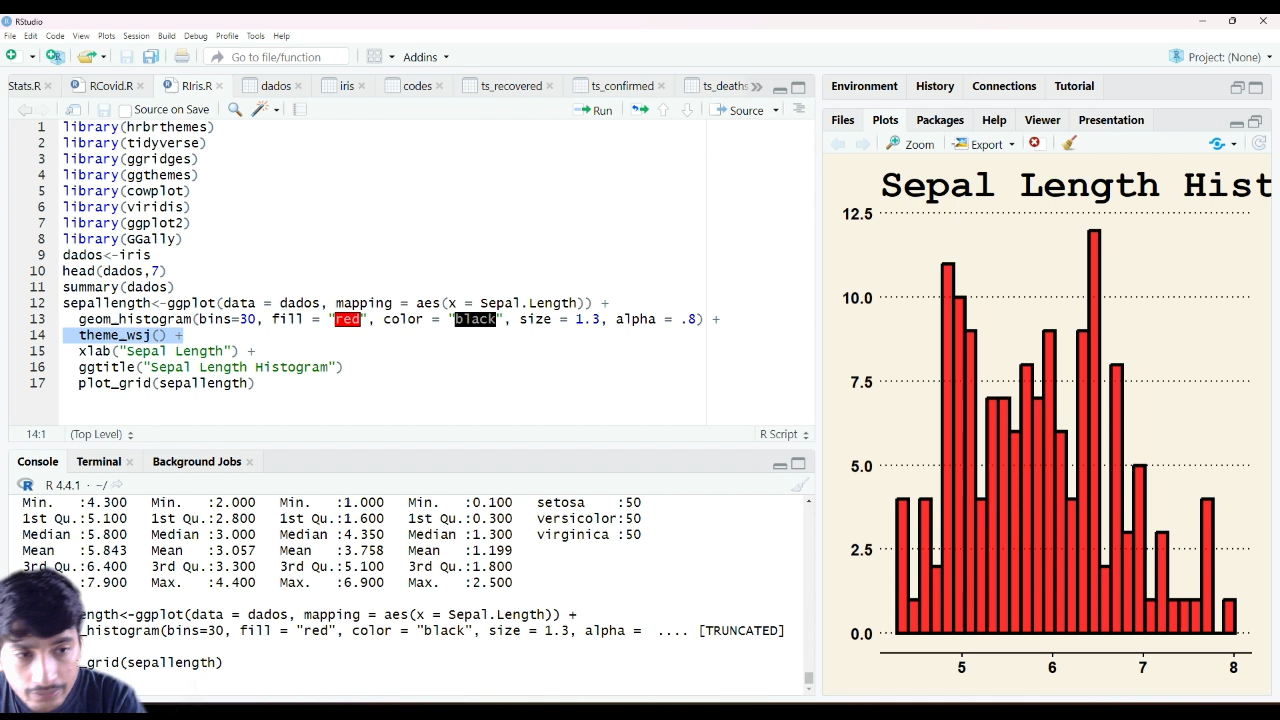 RStudio
File Edit Code View Plots Session Build Debug Profile Tools Help
Go to file/function Addins Project: (None)
Stats.R RCovid.R RIris.R dados iris codes ts_recovered ts_confirmed ts_deaths
Source on Save Run Source
1 library(hrbrthemes)
2 library(tidyverse)
3 library(ggridges)
4 library(ggthemes)
5 library(cowplot)
6 library(viridis)
7 library(ggplot2)
8 library(GGally)
9 dados<-iris
10 head(dados,7)
11 summary(dados)
12 sepallength<-ggplot(data = dados, mapping = aes(x = Sepal.Length)) +
13 geom_histogram(bins=30, fill = "red", color = "black", size = 1.3, alpha = .8) +
14 theme_wsj() +
15 xlab("Sepal Length") +
16 ggtitle("Sepal Length Histogram")
17 plot_grid(sepallength)
14:1 (Top Level) R Script
Console Terminal Background Jobs
R 4.4.1 · ~/
Min. :4.300 Min. :2.000 Min. :1.000 Min. :0.100 setosa :50
1st Qu.:5.100 1st Qu.:2.800 1st Qu.:1.600 1st Qu.:0.300 versicolor:50
Median :5.800 Median :3.000 Median :4.350 Median :1.300 virginica :50
Mean :5.843 Mean :3.057 Mean :3.758 Mean :1.199
3rd Qu.:6.400 3rd Qu.:3.300 3rd Qu.:5.100 3rd Qu.:1.800
:7.900 Max. :4.400 Max. :6.900 Max. :2.500
ngth<-ggplot(data = dados, mapping = aes(x = Sepal.Length)) +
_histogram(bins=30, fill = "red", color = "black", size = 1.3, alpha = .... [TRUNCATED]
grid(sepallength)
Environment History Connections Tutorial
Files Plots Packages Help Viewer Presentation
Zoom Export
Sepal Length Hist
12.5
10.0
7.5
5.0
2.5
0.0
5 6 7 8